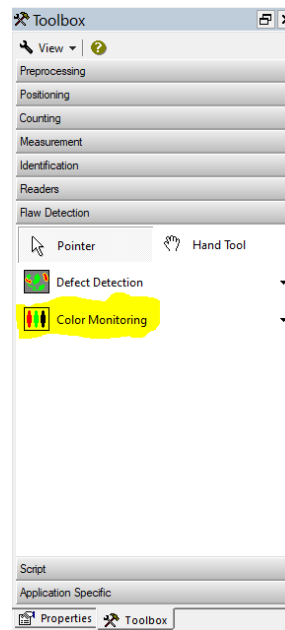 Toolbox
View
Preprocessing
Positioning
Counting
Measurement
Identification
Readers
Flaw Detection
Pointer Hand Tool
Defect Detection
Color Monitoring
Script
Application Specific
Properties Toolbox